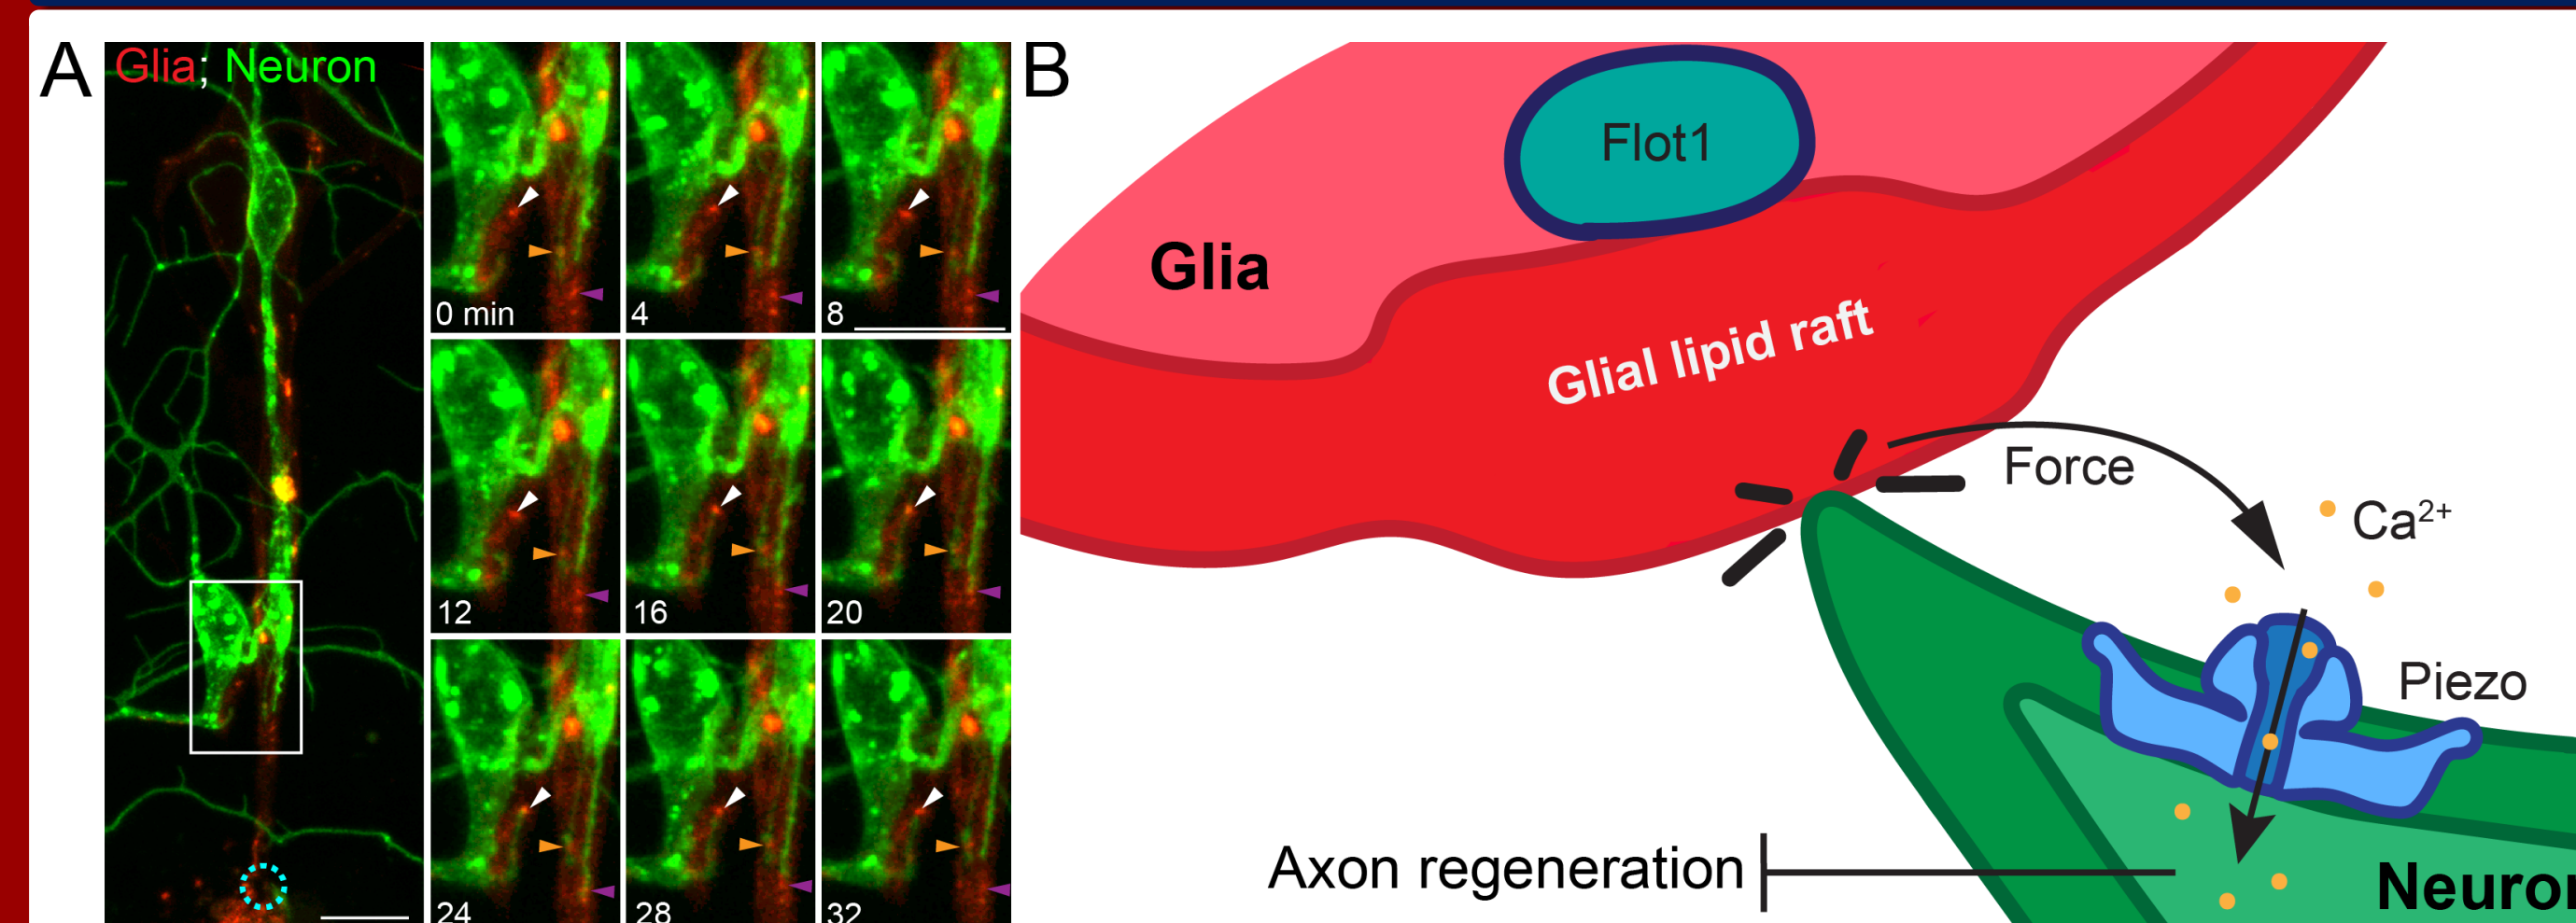 A
Glia; Neuron
0 min
4
8
12
16
20
24
28
32
B
Flot1
Glia
Glial lipid raft
Force
Ca²⁺
Piezo
Axon regeneration